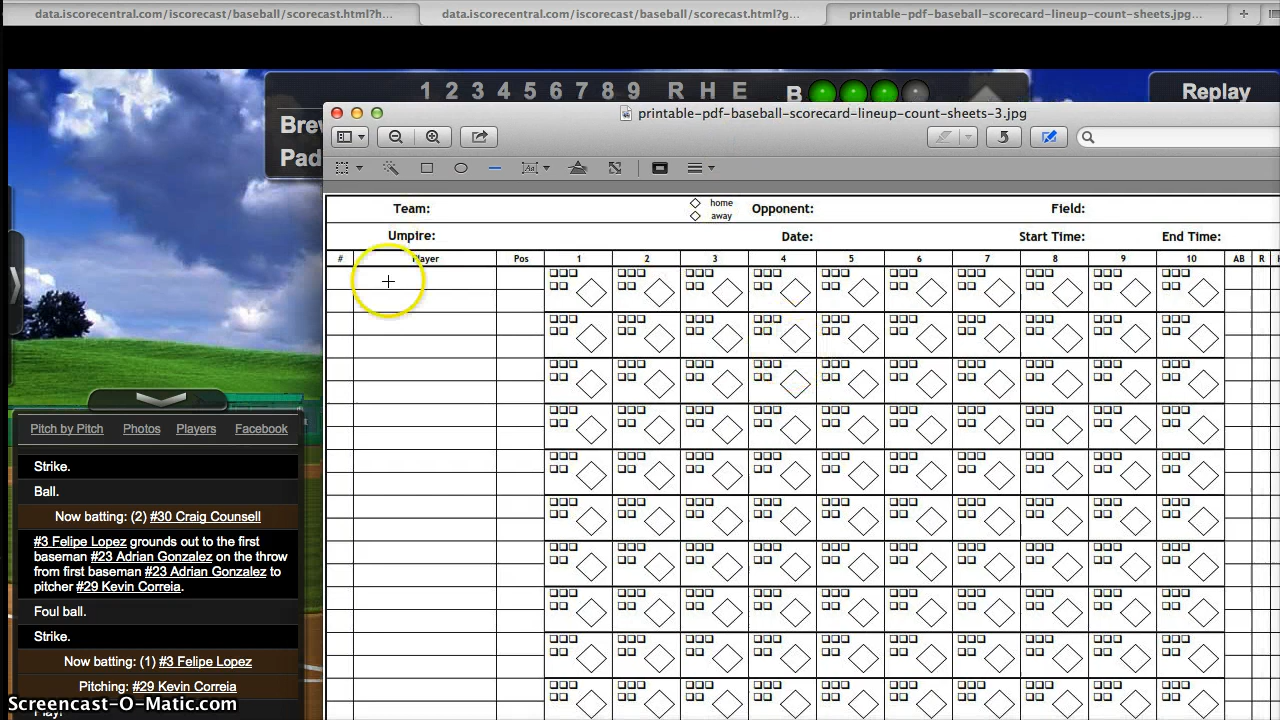 data.iscorecentral.com/iscorecast/baseball/scorecast.html?h...
data.iscorecentral.com/iscorecast/baseball/scorecast.html?g...
printable-pdf-baseball-scorecard-lineup-count-sheets.jpg...
+
1 2 3 4 5 6 7 8 9 R H E
B
Replay
Brew
Pad
printable-pdf-baseball-scorecard-lineup-count-sheets-3.jpg
Team:
home
away
Opponent:
Field:
Umpire:
Date:
Start Time:
End Time:
# Player Pos 1 2 3 4 5 6 7 8 9 10 AB R H
Pitch by Pitch Photos Players Facebook
Strike.
Ball.
Now batting: (2) #30 Craig Counsell
#3 Felipe Lopez grounds out to the first
baseman #23 Adrian Gonzalez on the throw
from first baseman #23 Adrian Gonzalez to
pitcher #29 Kevin Correia.
Foul ball.
Strike.
Now batting: (1) #3 Felipe Lopez
Pitching: #29 Kevin Correia
Screencast-O-Matic.com